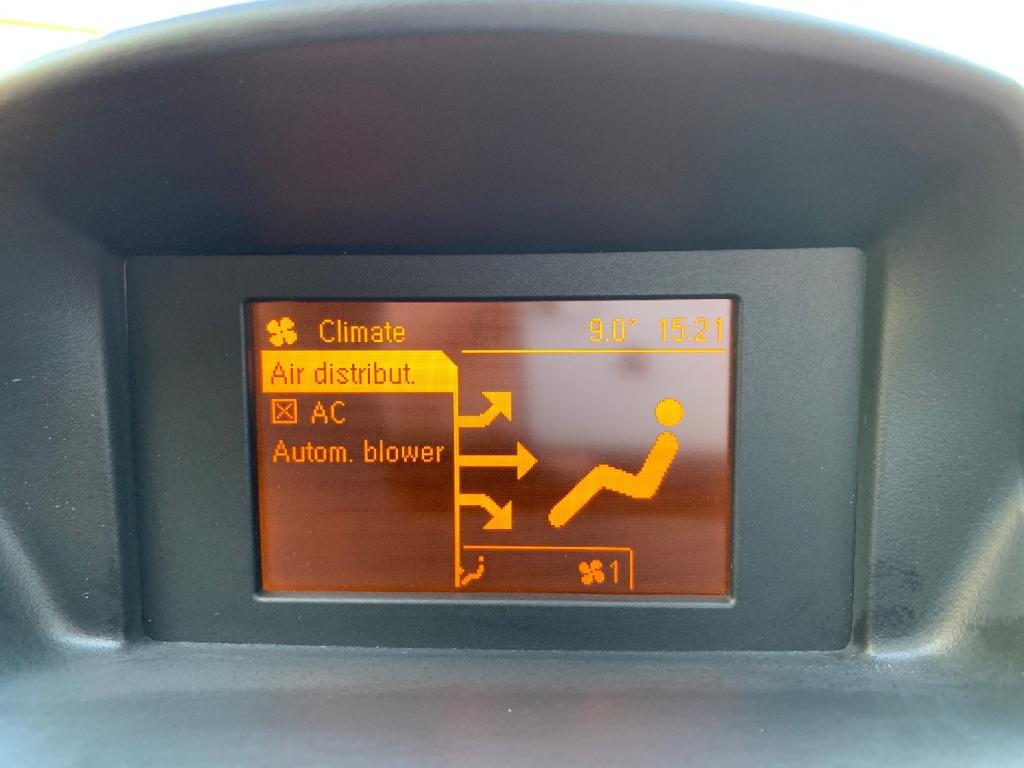 Climate 9.0° 15:21
Air distribut.
AC
Autom. blower
1